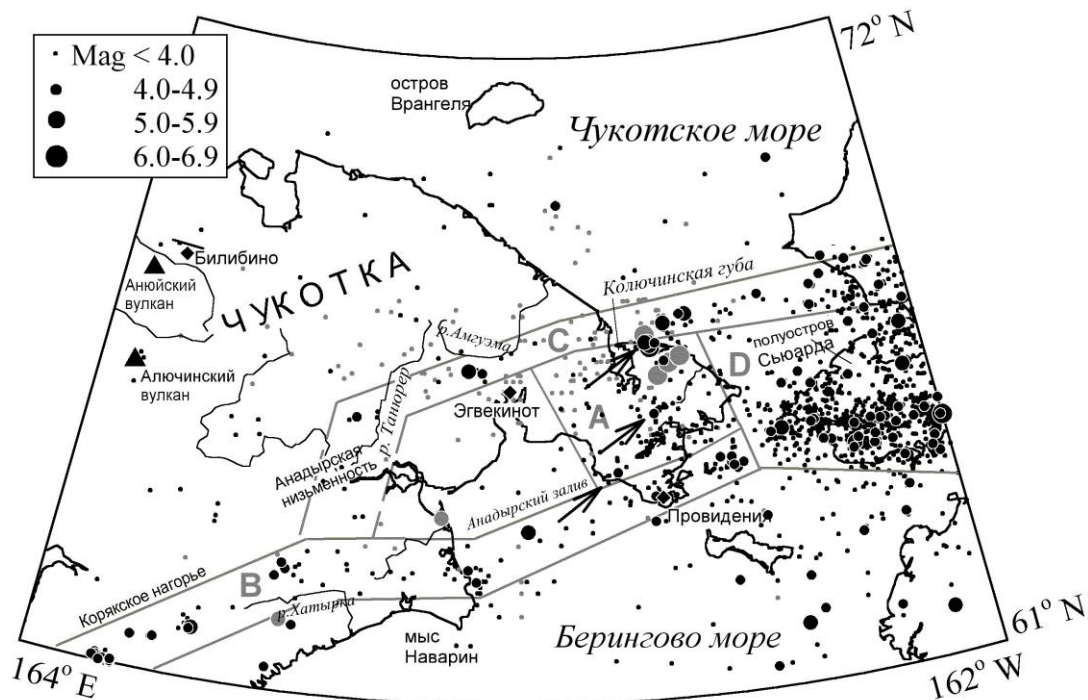 72° N
Mag < 4.0
4.0-4.9
5.0-5.9
6.0-6.9
остров
Врангеля
Чукотское море
Билибино
Анюйский
вулкан
ЧУКОТКА
Колючинская губа
Алючинский
вулкан
р.Амгуэма
C
полуостров
Сьюарда
D
р. Танюрер
Эгвекинот
A
Анадырская
низьменность
Анадырский залив
Провидения
Корякское нагорье
B
р.Хатырка
мыс
Наварин
Берингово море
61° N
164° E
162° W